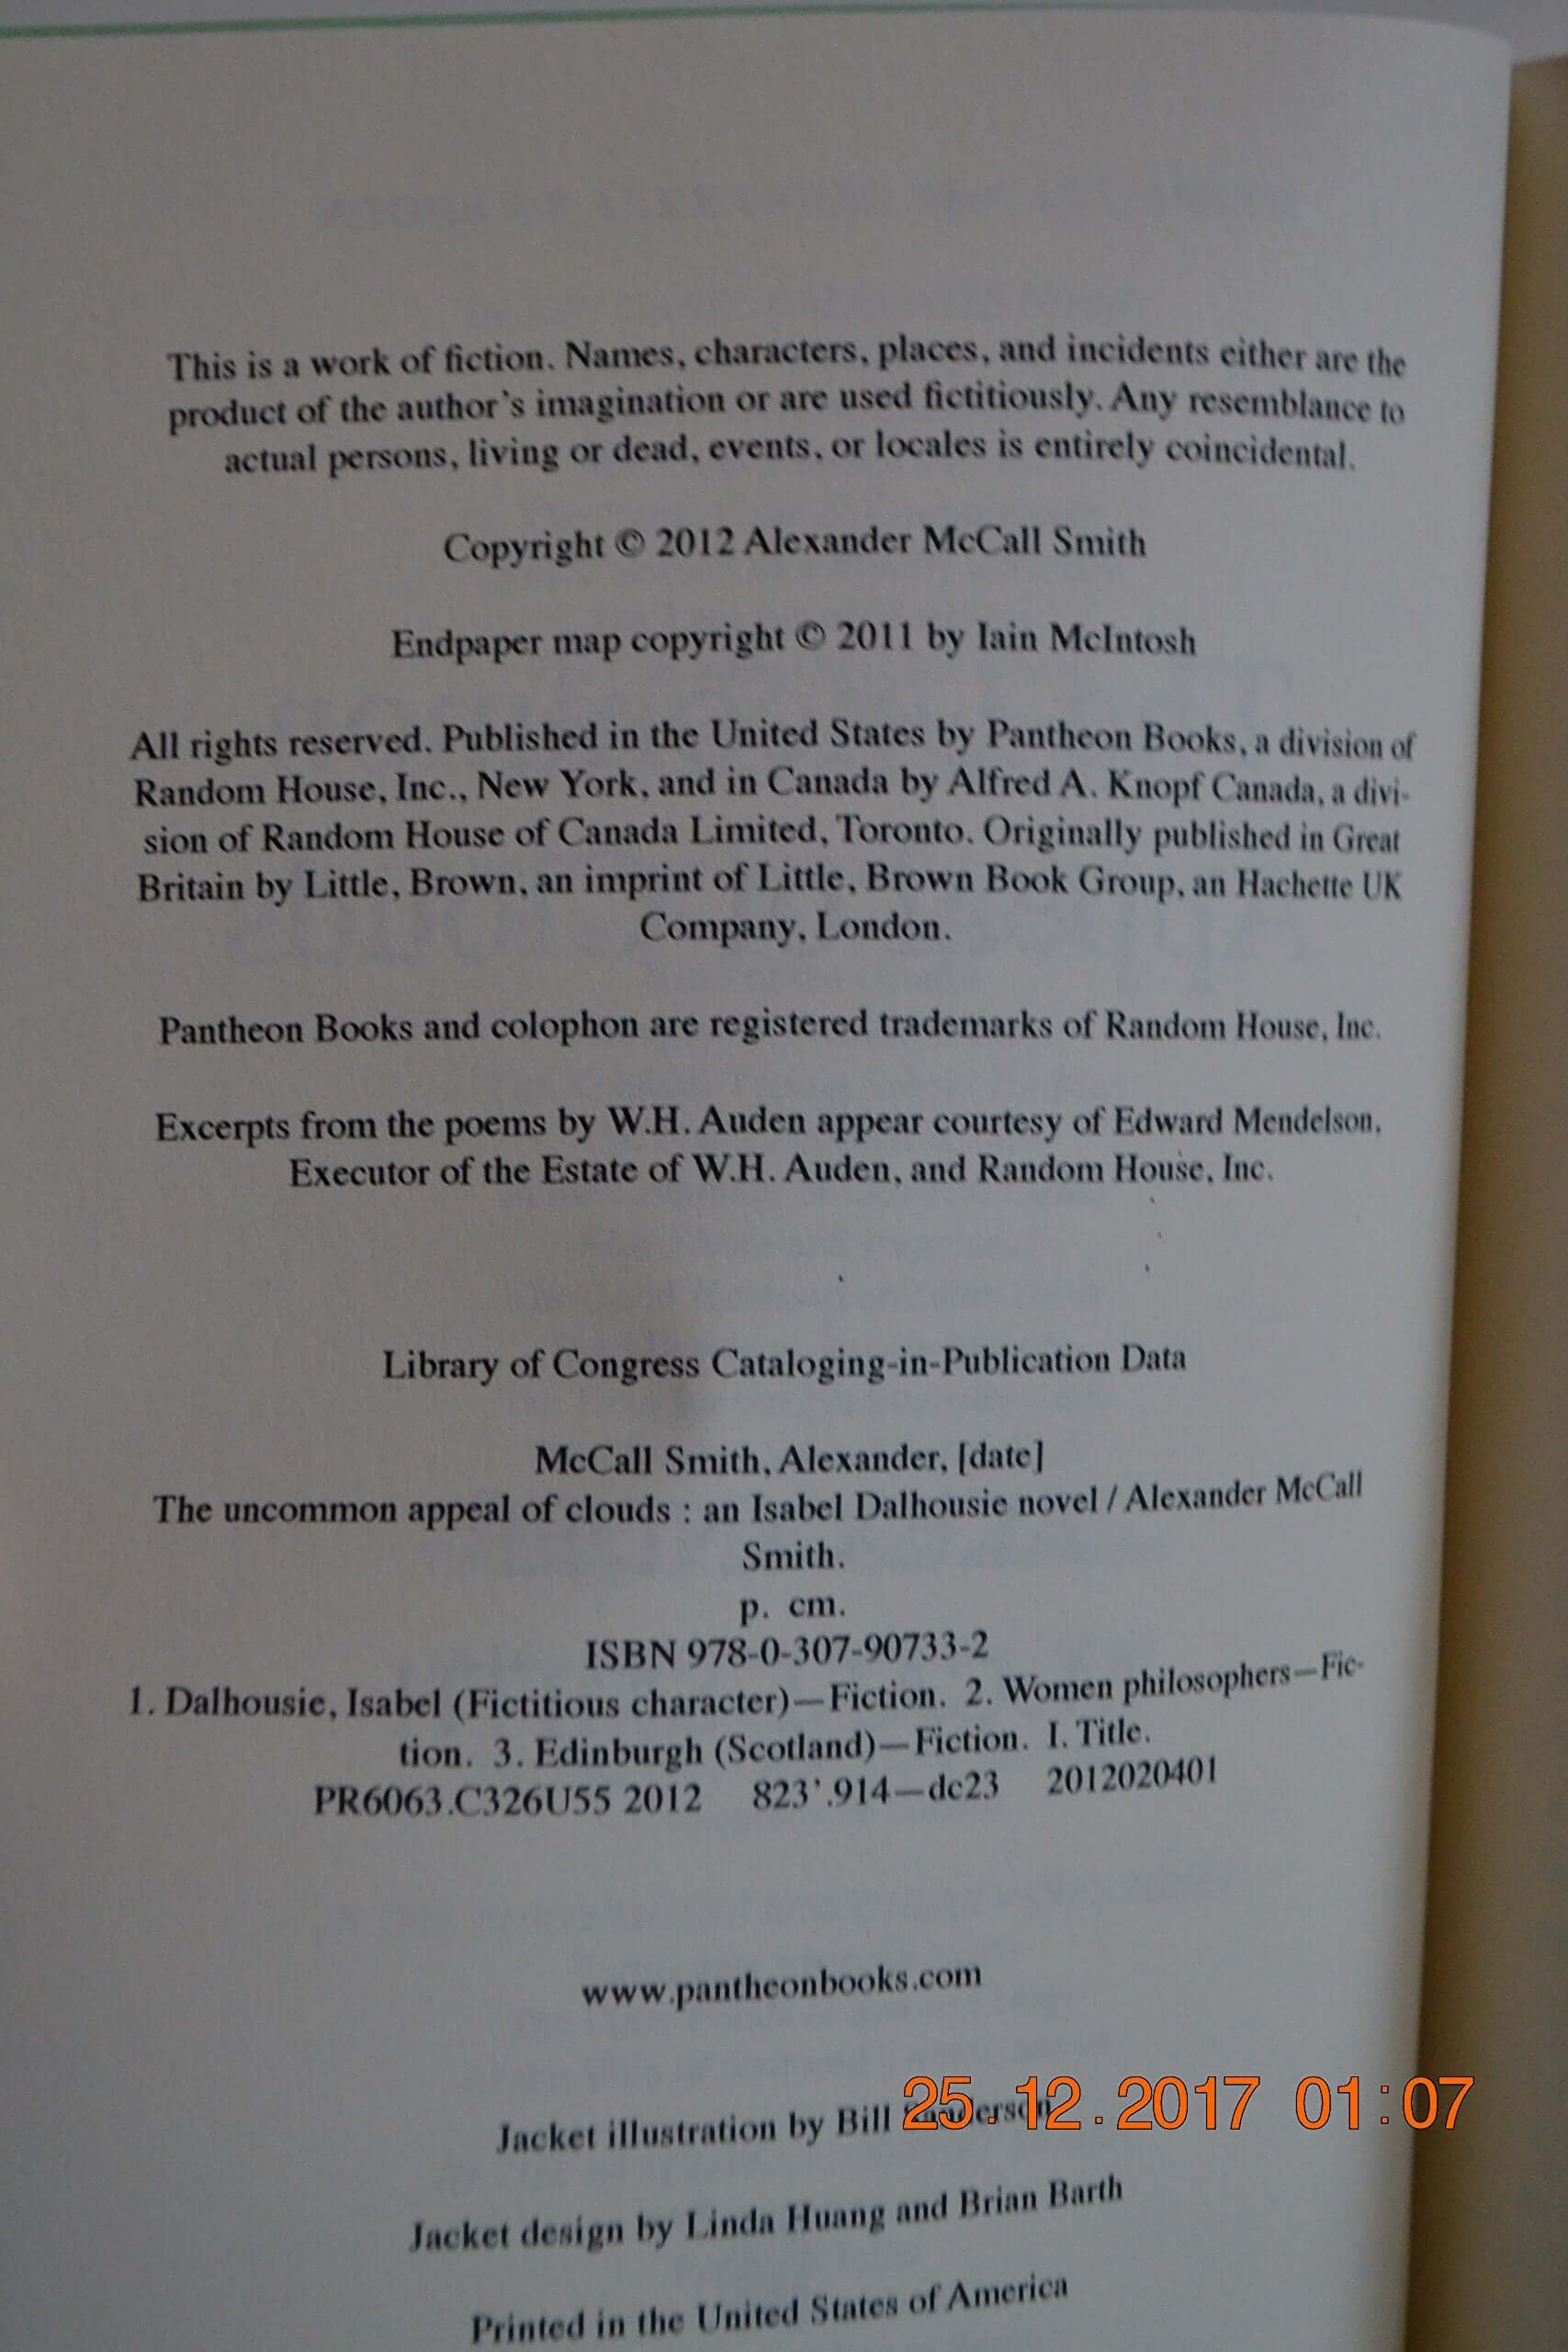 This is a work of fiction. Names, characters, places, and incidents either are the
product of the author's imagination or are used fictitiously. Any resemblance to
actual persons, living or dead, events, or locales is entirely coincidental.
Copyright © 2012 Alexander McCall Smith
Endpaper map copyright © 2011 by Iain McIntosh
All rights reserved. Published in the United States by Pantheon Books, a division of
Random House, Inc., New York, and in Canada by Alfred A. Knopf Canada, a divi-
sion of Random House of Canada Limited, Toronto. Originally published in Great
Britain by Little, Brown, an imprint of Little, Brown Book Group, an Hachette UK
Company, London.
Pantheon Books and colophon are registered trademarks of Random House, Inc.
Excerpts from the poems by W.H. Auden appear courtesy of Edward Mendelson,
Executor of the Estate of W.H. Auden, and Random House, Inc.
Library of Congress Cataloging-in-Publication Data
McCall Smith, Alexander, [date]
The uncommon appeal of clouds : an Isabel Dalhousie novel / Alexander McCall
Smith.
p. cm.
ISBN 978-0-307-90733-2
1. Dalhousie, Isabel (Fictitious character)—Fiction. 2. Women philosophers—Fic-
tion. 3. Edinburgh (Scotland)—Fiction. I. Title.
PR6063.C326U55 2012 823'.914—dc23 2012020401
www.pantheonbooks.com
Jacket illustration by Bill
25.12.2017 01:07
Jacket design by Linda Huang and Brian Barth
Printed in the United States of America